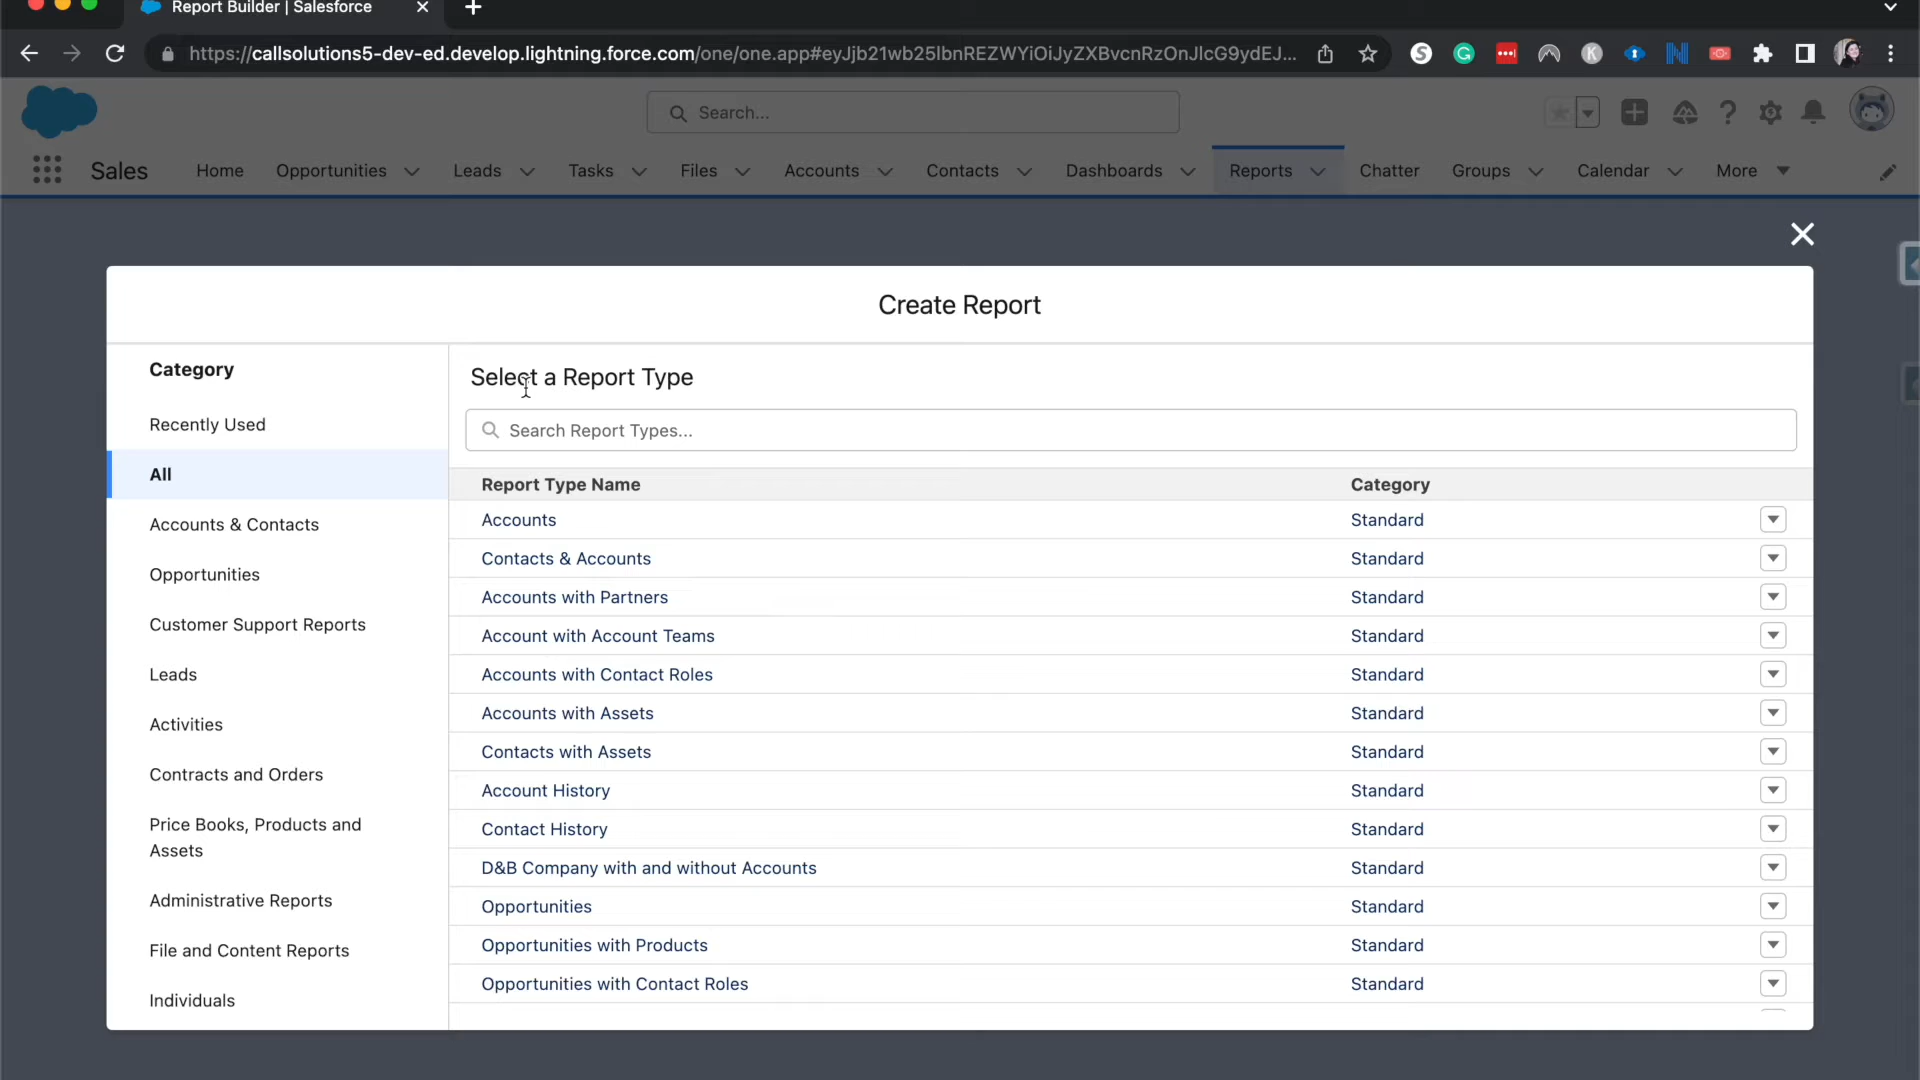 Report Builder | Salesforce
https://callsolutions5-dev-ed.develop.lightning.force.com/one/one.app#eyJjb21wb25lbnREZWYiOiJyZXBvcnRzOnJlcG9ydEJ...
Search...
Sales Home Opportunities Leads Tasks Files Accounts Contacts Dashboards Reports Chatter Groups Calendar More
Create Report
Category
Recently Used
All
Accounts & Contacts
Opportunities
Customer Support Reports
Leads
Activities
Contracts and Orders
Price Books, Products and
Assets
Administrative Reports
File and Content Reports
Individuals
Select a Report Type
Search Report Types...
Report Type Name Category
Accounts Standard
Contacts & Accounts Standard
Accounts with Partners Standard
Account with Account Teams Standard
Accounts with Contact Roles Standard
Accounts with Assets Standard
Contacts with Assets Standard
Account History Standard
Contact History Standard
D&B Company with and without Accounts Standard
Opportunities Standard
Opportunities with Products Standard
Opportunities with Contact Roles Standard